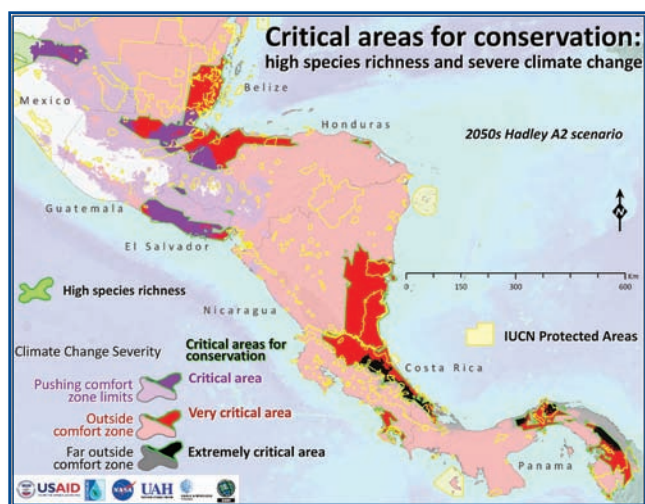 Critical areas for conservation:
high species richness and severe climate change
Mexico
Belize
2050s Hadley A2 scenario
Honduras
N
Guatemala
El Salvador
Km
0 150 300 600
High species richness
Nicaragua
IUCN Protected Areas
Climate Change Severity
Critical areas for
conservation
Costa Rica
Pushing comfort
zone limits
Critical area
Outside
comfort zone
Very critical area
Far outside
comfort zone
Extremely critical area
Panama
USAID
NASA
UAH